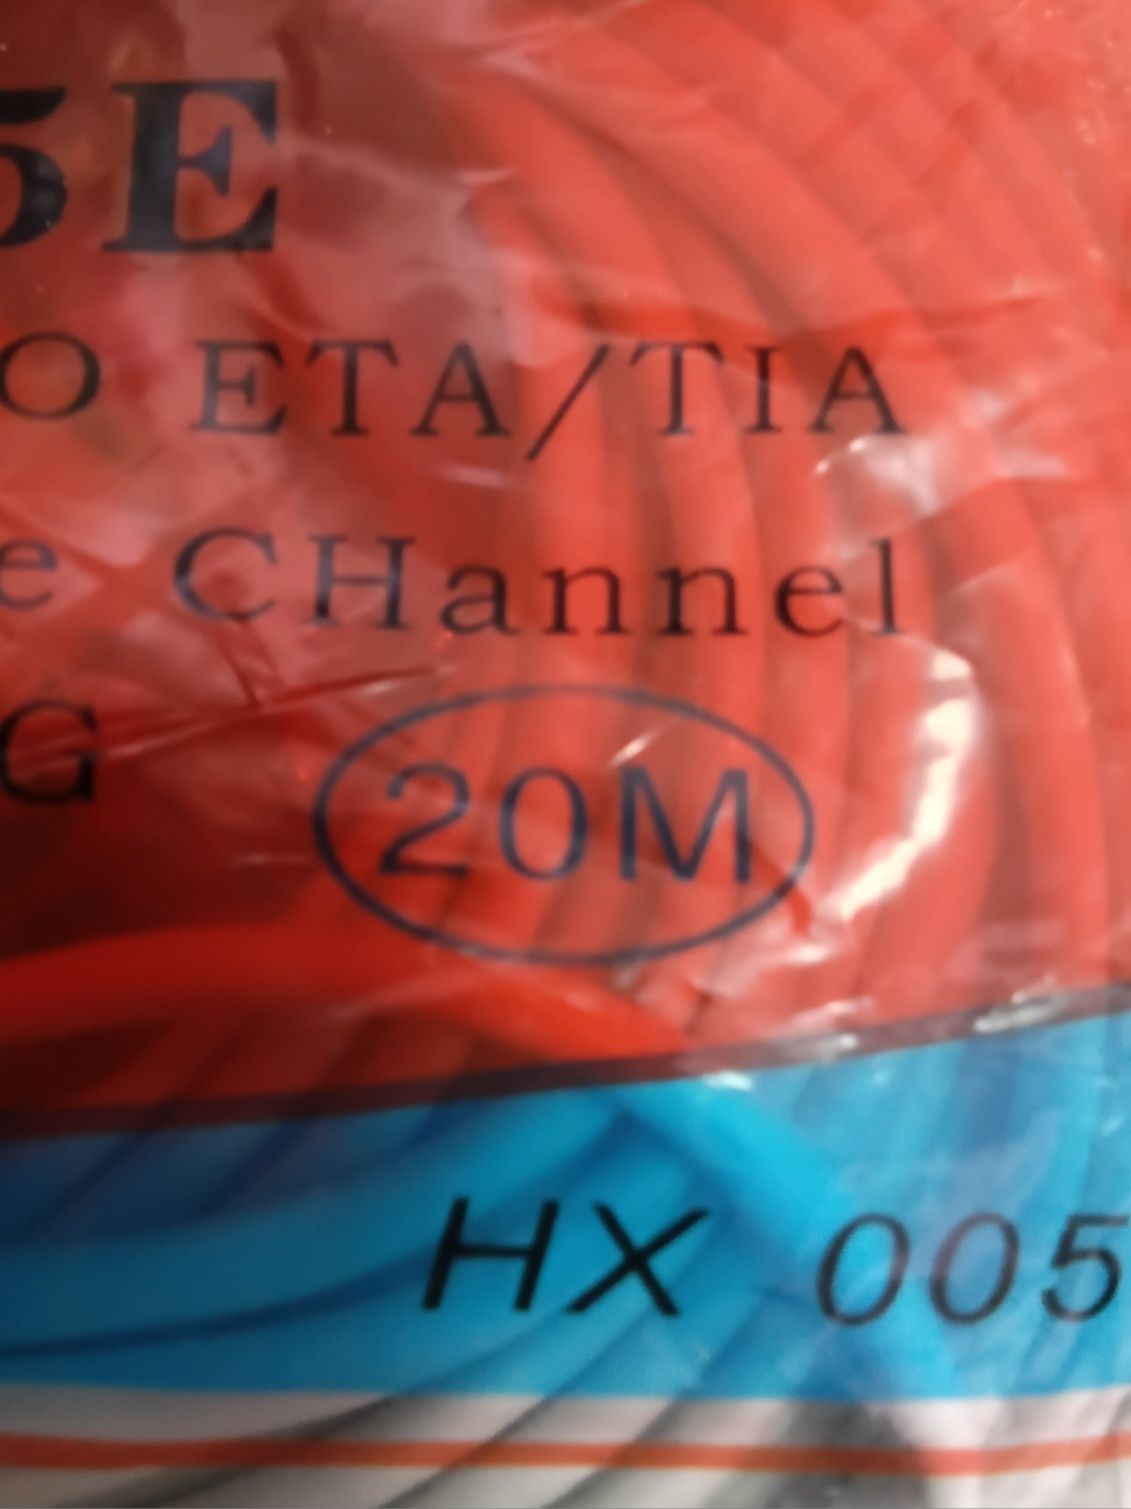 5E
O ETA/TIA
e CHannel
G 20M
HX 005